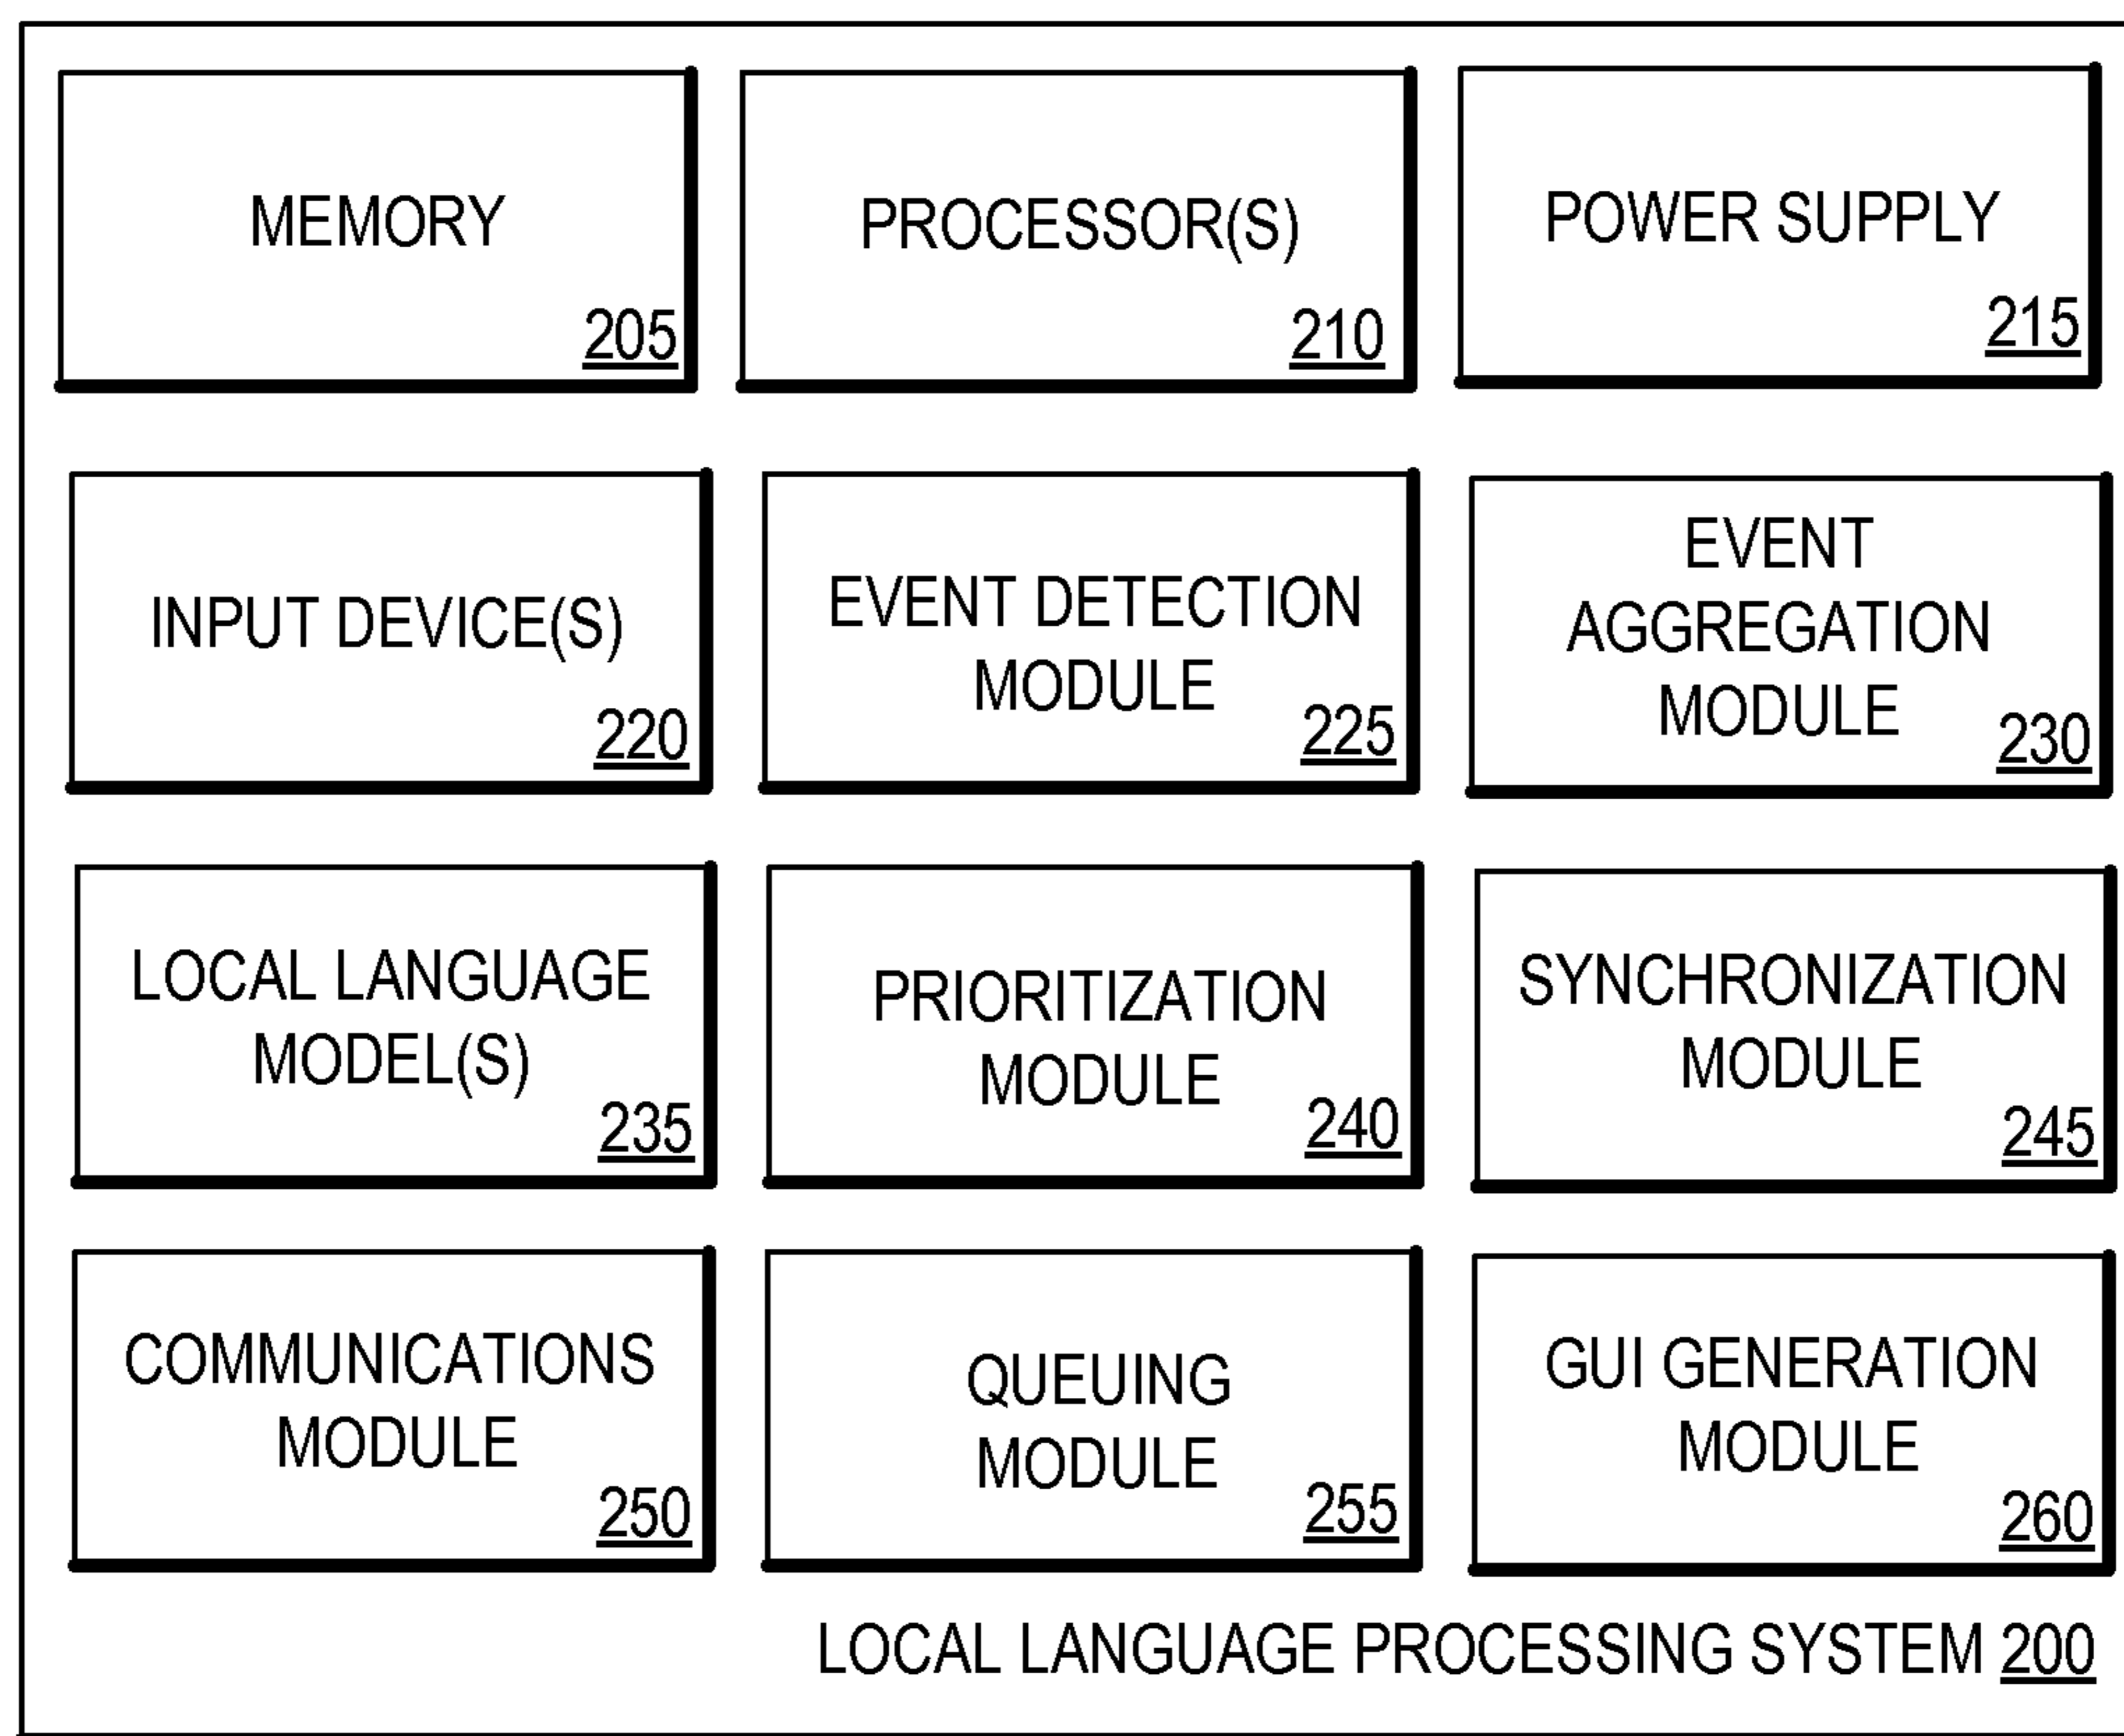 MEMORY
205
PROCESSOR(S)
210
POWER SUPPLY
215
INPUT DEVICE(S)
220
EVENT DETECTION
MODULE
225
EVENT
AGGREGATION
MODULE
230
LOCAL LANGUAGE
MODEL(S)
235
PRIORITIZATION
MODULE
240
SYNCHRONIZATION
MODULE
245
COMMUNICATIONS
MODULE
250
QUEUING
MODULE
255
GUI GENERATION
MODULE
260
LOCAL LANGUAGE PROCESSING SYSTEM 200